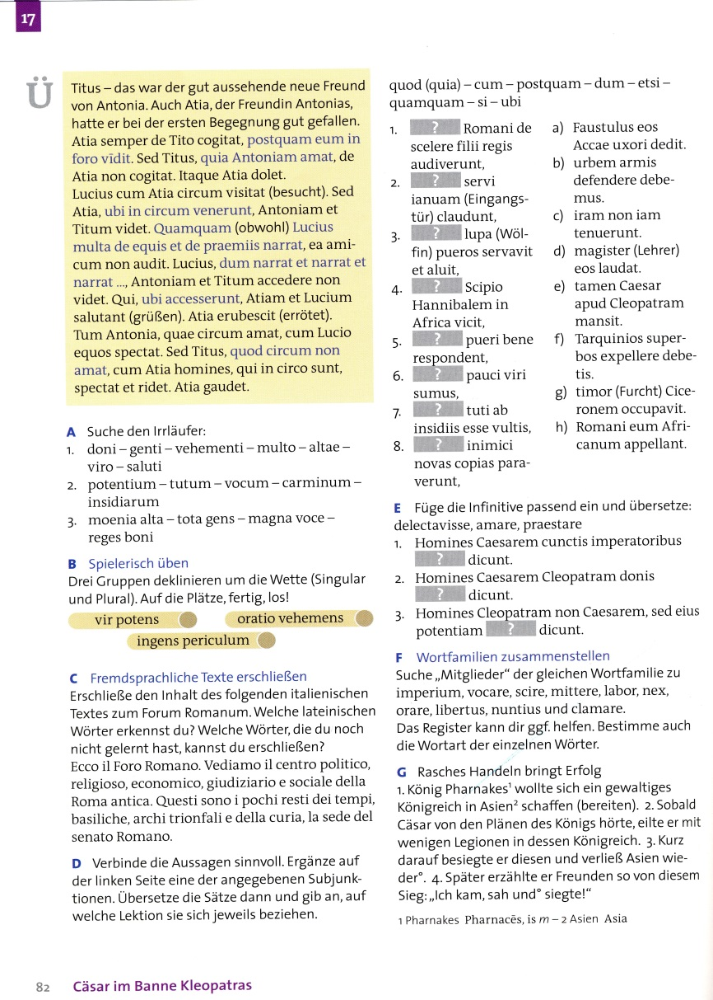 17
Ü
Titus – das war der gut aussehende neue Freund
von Antonia. Auch Atia, der Freundin Antonias,
hatte er bei der ersten Begegnung gut gefallen.
Atia semper de Tito cogitat, postquam eum in
foro vīdit. Sed Titus, quia Antoniam amat, de
Atia non cogitat. Itaque Atia dolet.
Lucius cum Atia circum visitat (besucht). Sed
Atia, ubi in circum venerunt, Antoniam et
Titum videt. Quamquam (obwohl) Lucius
multa de equis et de praemiis narrat, ea ami-
cum non audit. Lucius, dum narrat et narrat et
narrat ..., Antoniam et Titum accedere non
videt. Qui, ubi accesserunt, Atiam et Lucium
salutant (grüßen). Atia erubescit (errötet).
Tum Antonia, quae circum amat, cum Lucio
equos spectat. Sed Titus, quod circum non
amat, cum Atia homines, qui in circo sunt,
spectat et ridet. Atia gaudet.
A Suche den Irrläufer:
1. doni – genti – vehementi – multo – altae –
viro – saluti
2. potentium – tutum – vocum – carminum –
insidiarum
3. moenia alta – tota gens – magna voce –
reges boni
B Spielerisch üben
Drei Gruppen deklinieren um die Wette (Singular
und Plural). Auf die Plätze, fertig, los!
vir potens
oratio vehemens
ingens periculum
C Fremdsprachliche Texte erschließen
Erschließe den Inhalt des folgenden italienischen
Textes zum Forum Romanum. Welche lateinischen
Wörter erkennst du? Welche Wörter, die du noch
nicht gelernt hast, kannst du erschließen?
Ecco il Foro Romano. Vediamo il centro politico,
religioso, economico, giudiziario e sociale della
Roma antica. Questi sono i pochi resti dei tempi,
basiliche, archi trionfali e della curia, la sede del
senato Romano.
D Verbinde die Aussagen sinnvoll. Ergänze auf
der linken Seite eine der angegebenen Subjunk-
tionen. Übersetze die Sätze dann und gib an, auf
welche Lektion sie sich jeweils beziehen.
quod (quia) – cum – postquam – dum – etsi –
quamquam – si – ubi
1. ? Romani de
scelere filii regis
audiverunt,
2. ? servi
ianuam (Eingangs-
tür) claudunt,
3. ? lupa (Wöl-
fin) pueros servavit
et aluit,
4. ? Scipio
Hannibalem in
Africa vicit,
5. ? pueri bene
respondent,
6. ? pauci viri
sumus,
7. ? tuti ab
insidiis esse vultis,
8. ? inimici
novas copias para-
verunt,
a) Faustulus eos
Accae uxori dedit.
b) urbem armis
defendere debe-
mus.
c) iram non iam
tenuerunt.
d) magister (Lehrer)
eos laudat.
e) tamen Caesar
apud Cleopatram
mansit.
f) Tarquinios super-
bos expellere debe-
tis.
g) timor (Furcht) Cice-
ronem occupavit.
h) Romani eum Afri-
canum appellant.
E Füge die Infinitive passend ein und übersetze:
delectavisse, amare, praestare
1. Homines Caesarem cunctis imperatoribus
? dicunt.
2. Homines Caesarem Cleopatram donis
? dicunt.
3. Homines Cleopatram non Caesarem, sed eius
potentiam ? dicunt.
F Wortfamilien zusammenstellen
Suche „Mitglieder“ der gleichen Wortfamilie zu
imperium, vocare, scire, mittere, labor, nex,
orare, libertus, nuntius und clamare.
Das Register kann dir ggf. helfen. Bestimme auch
die Wortart der einzelnen Wörter.
G Rasches Handeln bringt Erfolg
1. König Pharnakes¹ wollte sich ein gewaltiges
Königreich in Asien² schaffen (bereiten). 2. Sobald
Cäsar von den Plänen des Königs hörte, eilte er mit
wenigen Legionen in dessen Königreich. 3. Kurz
darauf besiegte er diesen und verließ Asien wie-
der°. 4. Später erzählte er Freunden so von diesem
Sieg: „Ich kam, sah und° siegte!“
1 Pharnakes Pharnacēs, is m – 2 Asien Asia
82 Cäsar im Banne Kleopatras